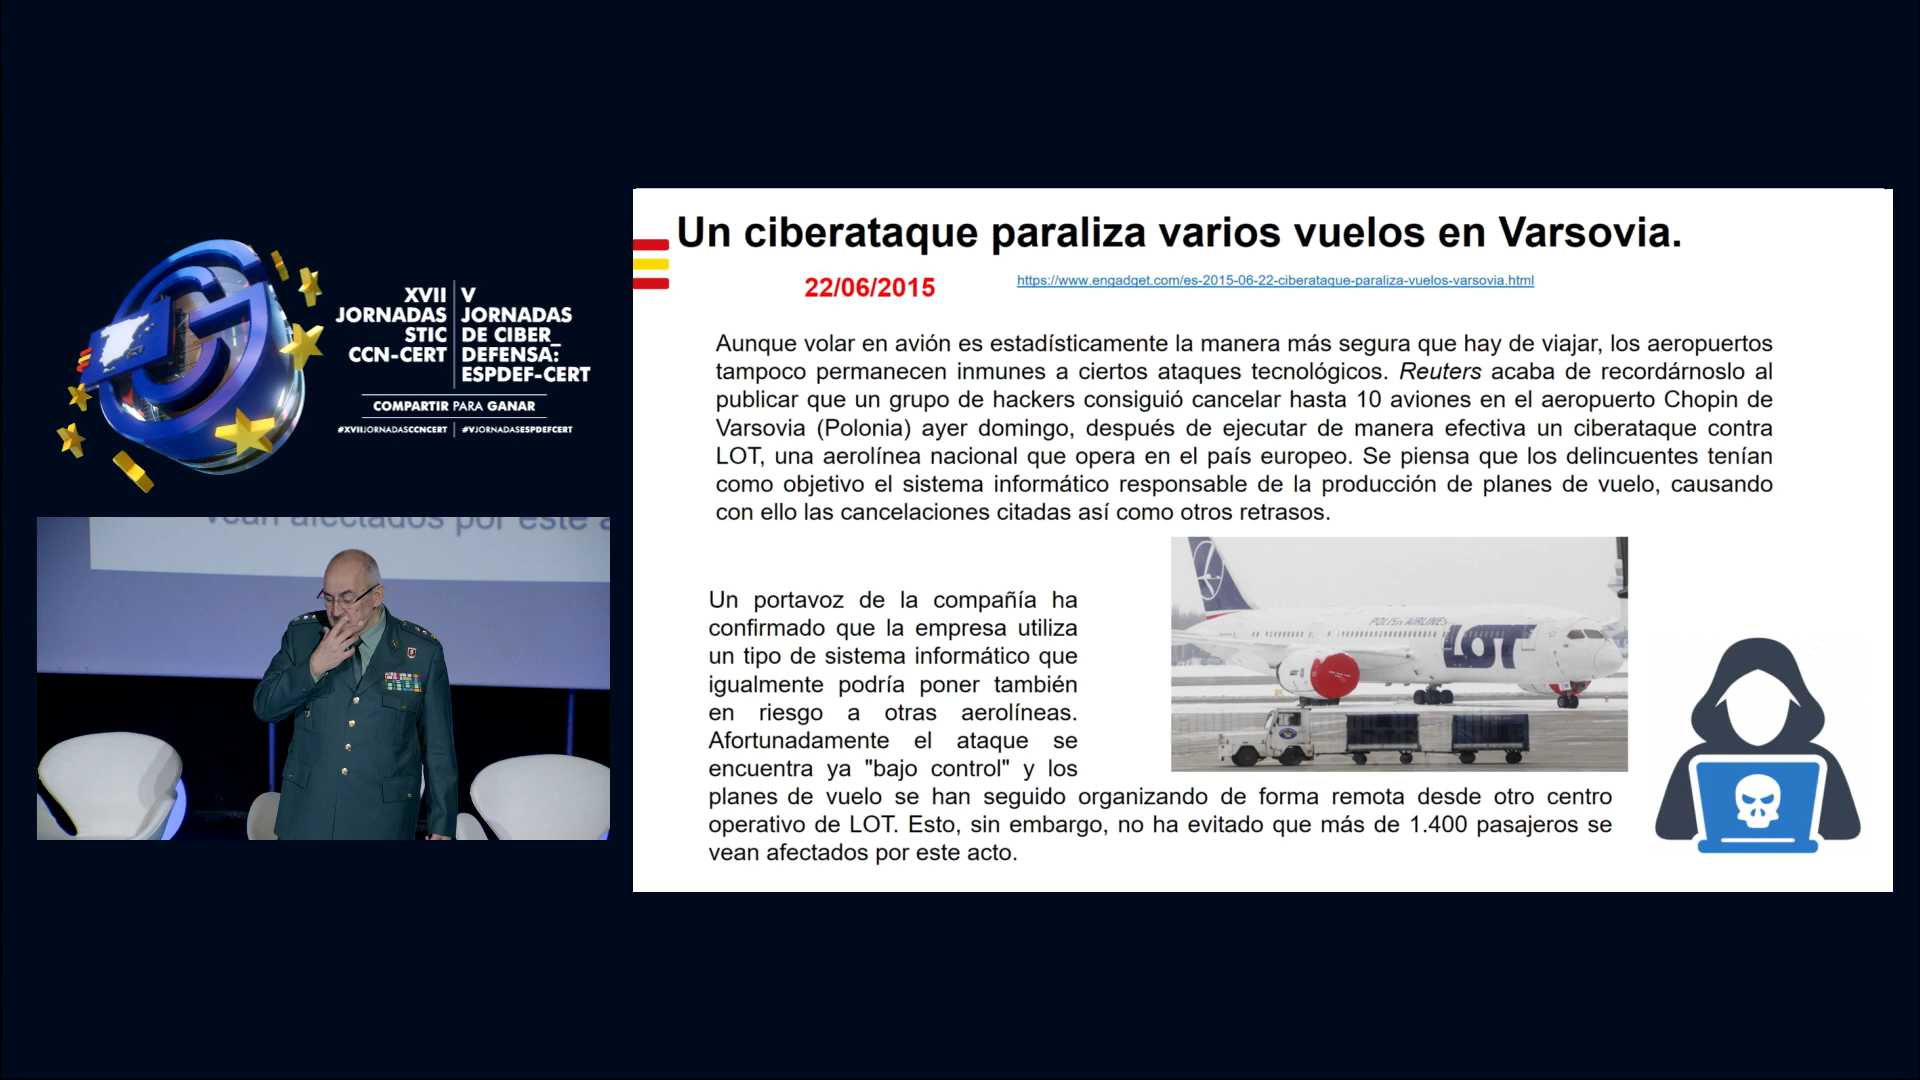 XVII
JORNADAS
STIC
CCN-CERT
V
JORNADAS
DE CIBER_
DEFENSA:
ESPDEF-CERT
COMPARTIR PARA GANAR
#XVIIJORNADASCCNCERT
#VJORNADASESPDEFCERT
vean afectados por este a
Un ciberataque paraliza varios vuelos en Varsovia.
22/06/2015
https://www.engadget.com/es-2015-06-22-ciberataque-paraliza-vuelos-varsovia.html
Aunque volar en avión es estadísticamente la manera más segura que hay de viajar, los aeropuertos
tampoco permanecen inmunes a ciertos ataques tecnológicos. Reuters acaba de recordárnoslo al
publicar que un grupo de hackers consiguió cancelar hasta 10 aviones en el aeropuerto Chopin de
Varsovia (Polonia) ayer domingo, después de ejecutar de manera efectiva un ciberataque contra
LOT, una aerolínea nacional que opera en el país europeo. Se piensa que los delincuentes tenían
como objetivo el sistema informático responsable de la producción de planes de vuelo, causando
con ello las cancelaciones citadas así como otros retrasos.
Un portavoz de la compañía ha
confirmado que la empresa utiliza
un tipo de sistema informático que
igualmente podría poner también
en riesgo a otras aerolíneas.
Afortunadamente el ataque se
encuentra ya "bajo control" y los
planes de vuelo se han seguido organizando de forma remota desde otro centro
operativo de LOT. Esto, sin embargo, no ha evitado que más de 1.400 pasajeros se
vean afectados por este acto.
POLISH AIRLINES
LOT